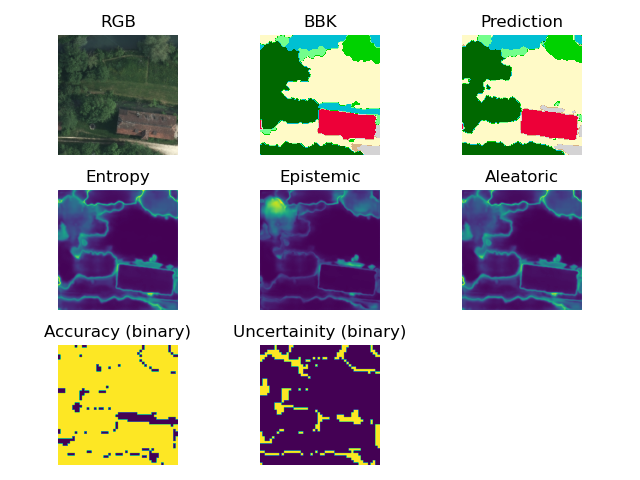 RGB
BBK
Prediction
Entropy
Epistemic
Aleatoric
Accuracy (binary)
Uncertainity (binary)